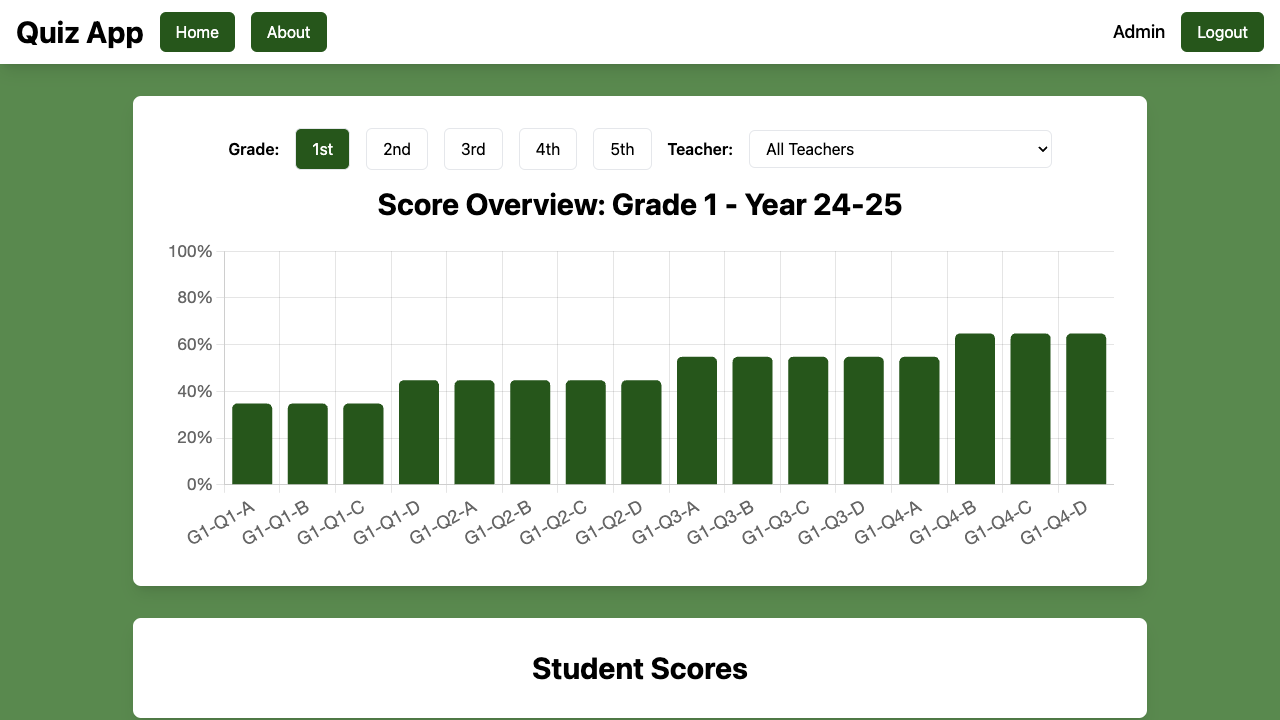 Quiz App Home About Admin Logout
Grade: 1st 2nd 3rd 4th 5th Teacher: All Teachers
Score Overview: Grade 1 - Year 24-25
100%
80%
60%
40%
20%
0%
G1-Q1-A G1-Q1-B G1-Q1-C G1-Q1-D G1-Q2-A G1-Q2-B G1-Q2-C G1-Q2-D G1-Q3-A G1-Q3-B G1-Q3-C G1-Q3-D G1-Q4-A G1-Q4-B G1-Q4-C G1-Q4-D
Student Scores